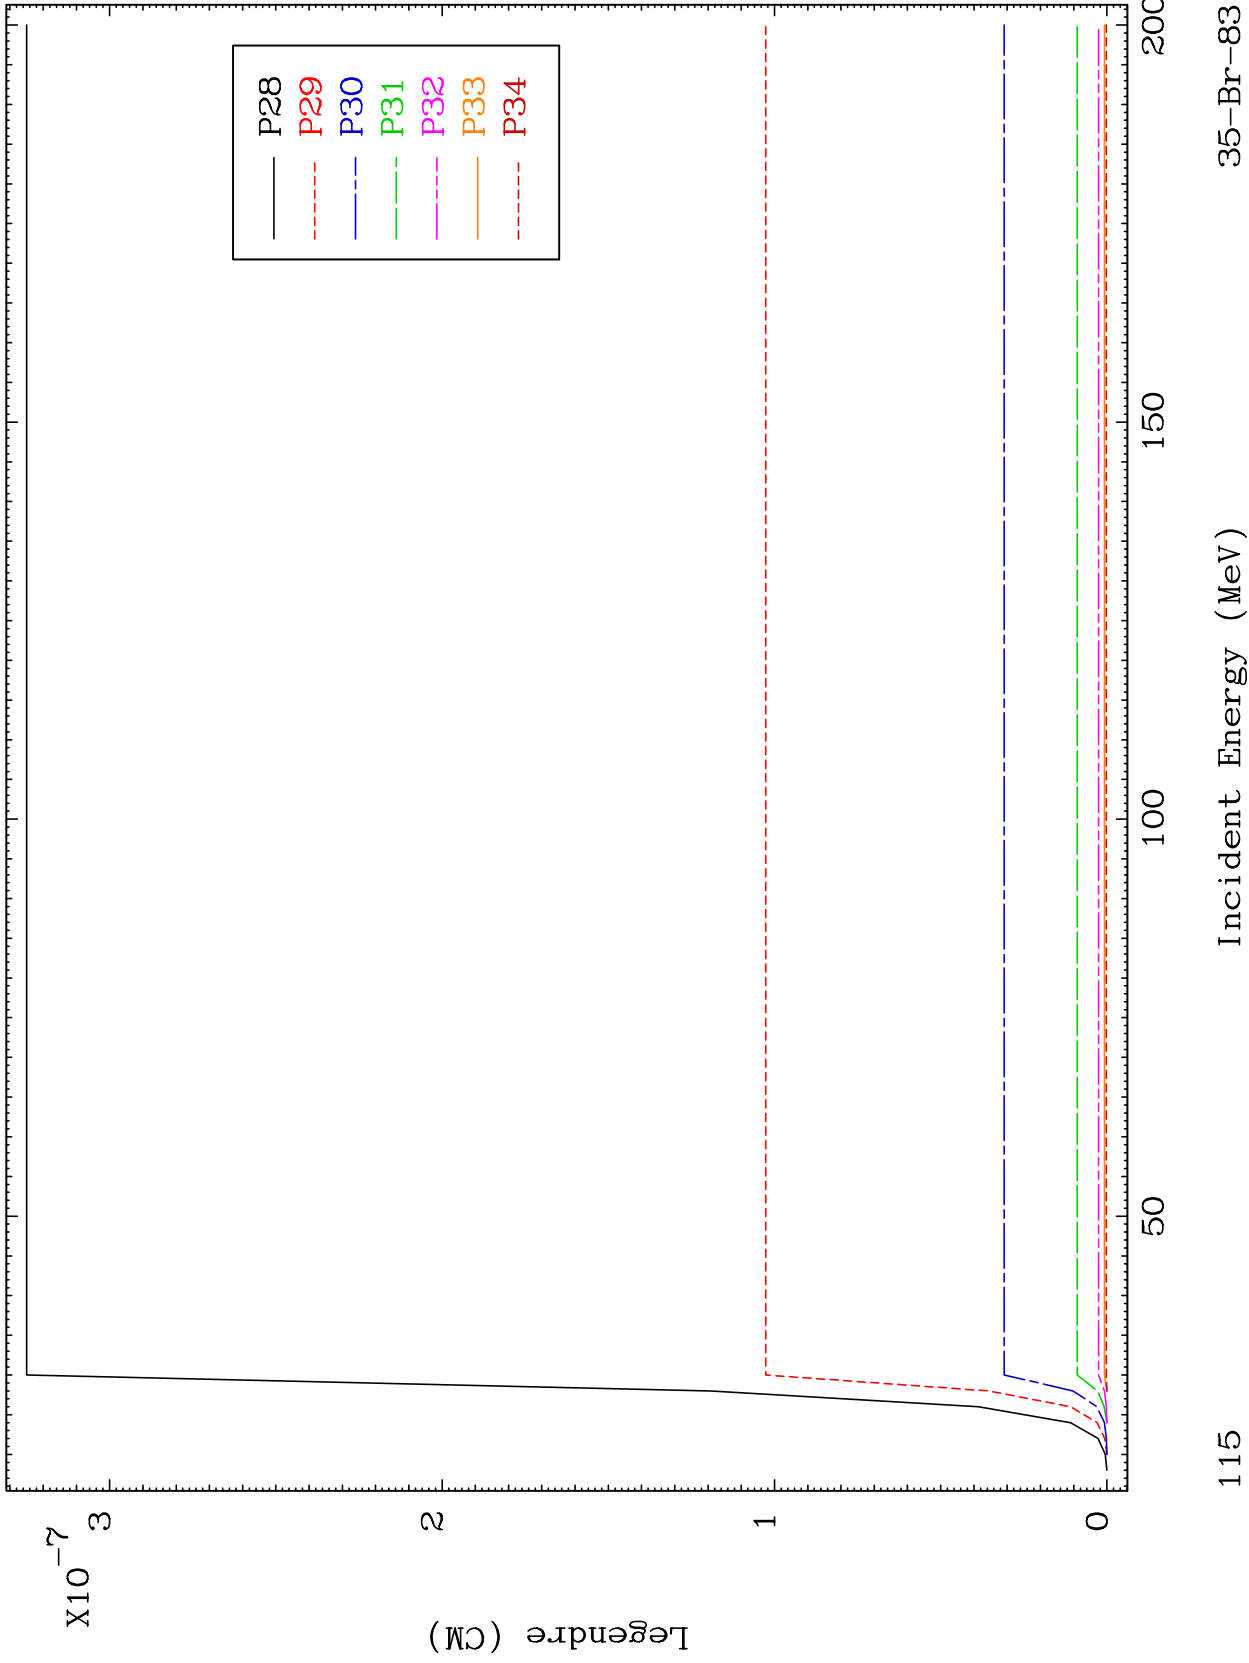 X10-7
3
2
1
0
Legendre (CM)
P28
P29
P30
P31
P32
P33
P34
50
100
150
200
Incident Energy (MeV)
115
35-Br-83